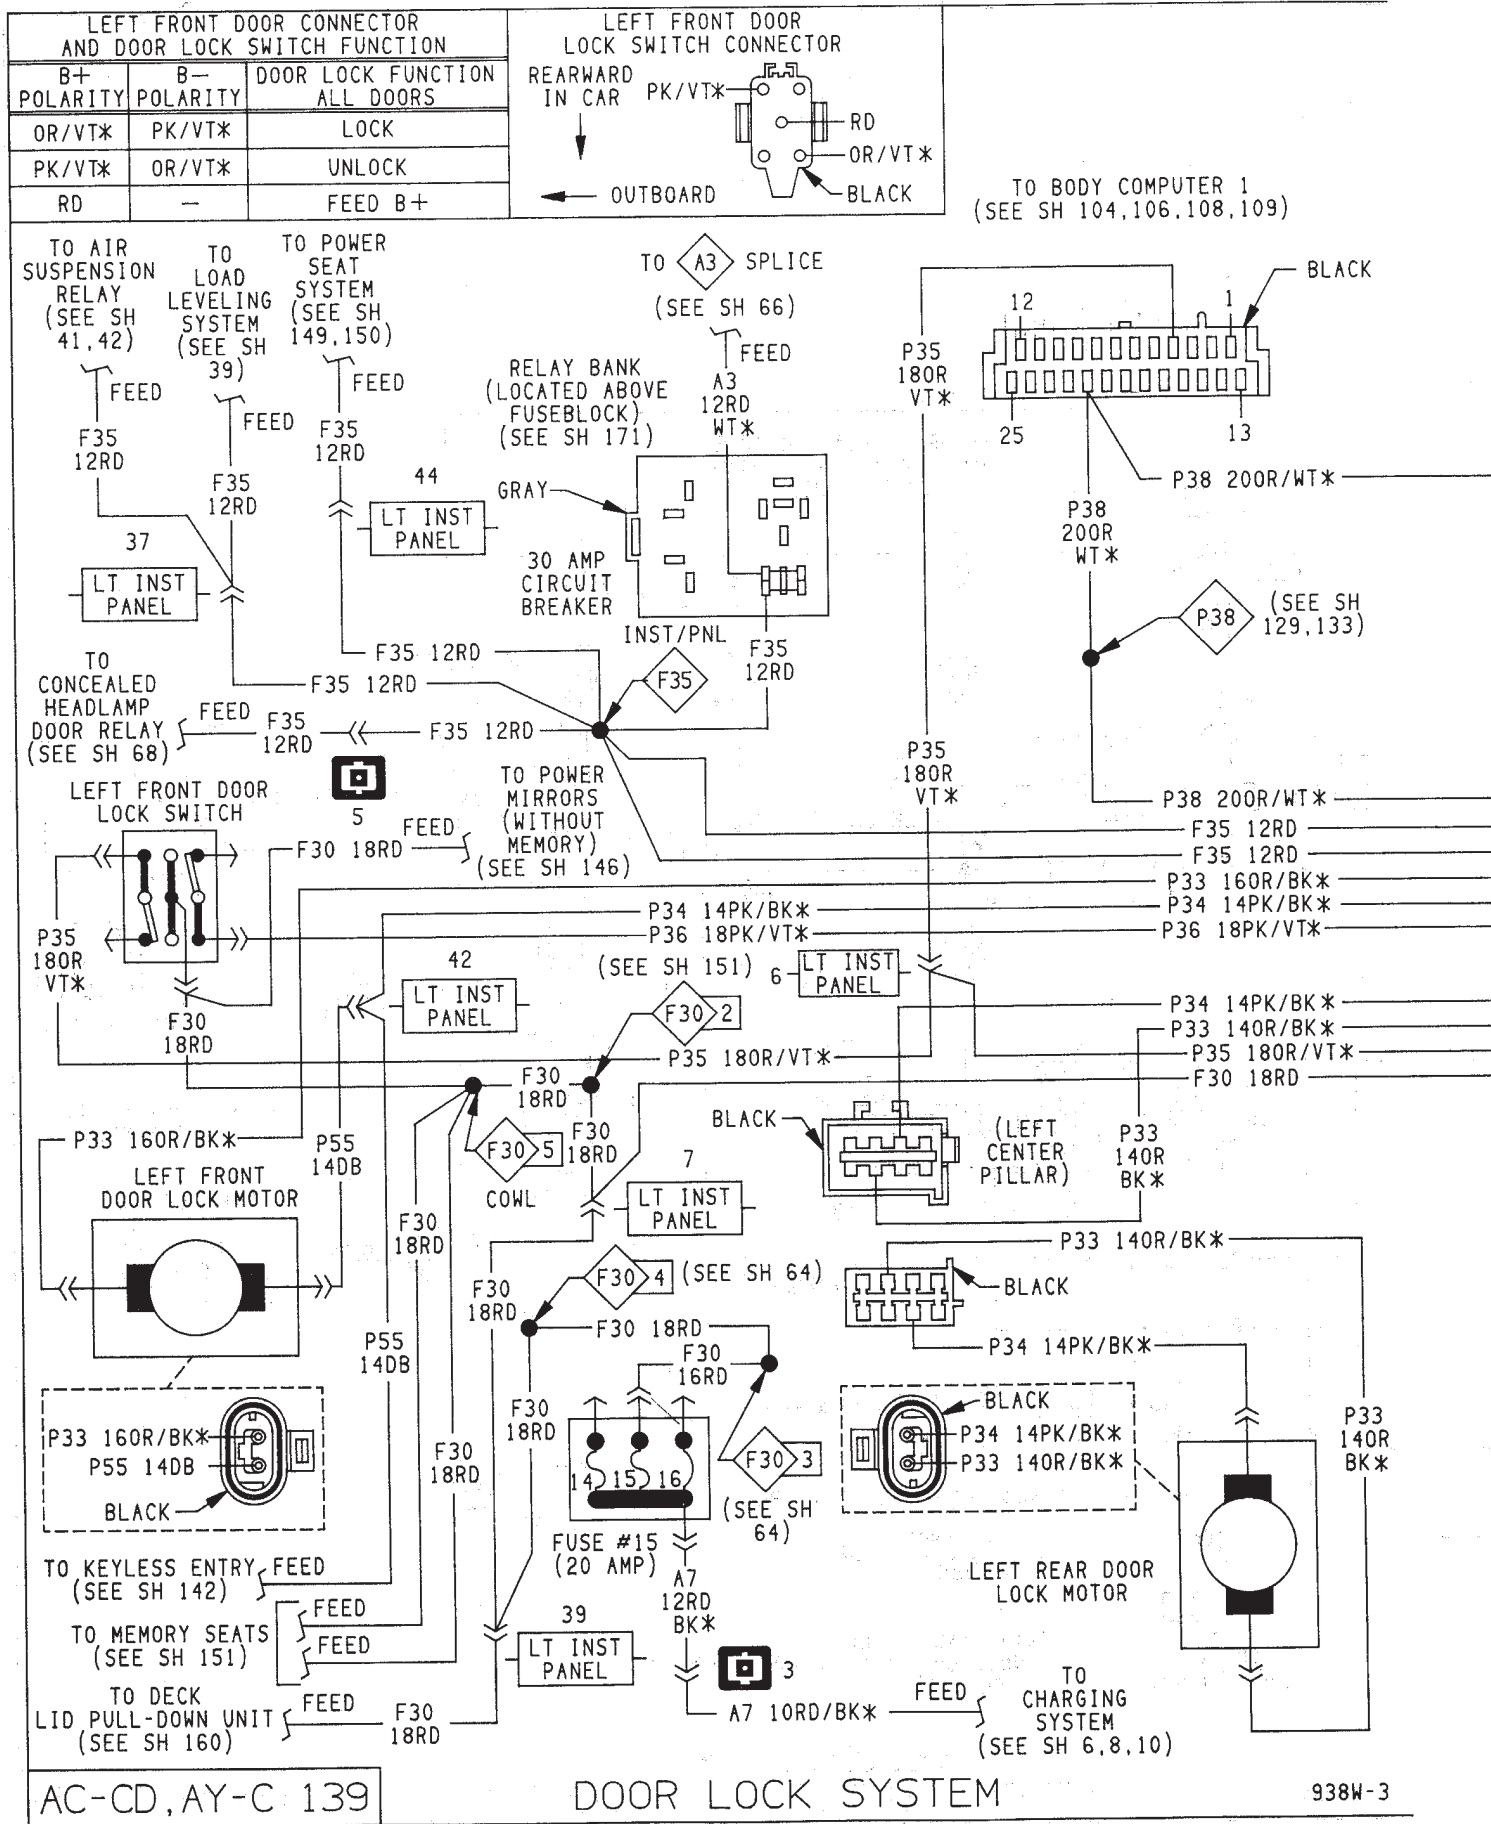 LEFT FRONT DOOR CONNECTOR
AND DOOR LOCK SWITCH FUNCTION
B+
POLARITY
B—
POLARITY
DOOR LOCK FUNCTION
ALL DOORS
OR/VT*
PK/VT*
LOCK
PK/VT*
OR/VT*
UNLOCK
RD
—
FEED B+
LEFT FRONT DOOR
LOCK SWITCH CONNECTOR
REARWARD
IN CAR
PK/VT*
RD
OR/VT*
OUTBOARD
BLACK
TO BODY COMPUTER 1
(SEE SH 104,106,108,109)
TO AIR
SUSPENSION
RELAY
(SEE SH
41,42)
FEED
TO
LOAD
LEVELING
SYSTEM
(SEE SH
39)
FEED
TO POWER
SEAT
SYSTEM
(SEE SH
149,150)
FEED
TO A3 SPLICE
(SEE SH 66)
FEED
A3
12RD
WT*
RELAY BANK
(LOCATED ABOVE
FUSEBLOCK)
(SEE SH 171)
P35
180R
VT*
12
1
BLACK
25
13
F35
12RD
F35
12RD
F35
12RD
44
LT INST
PANEL
GRAY
30 AMP
CIRCUIT
BREAKER
37
LT INST
PANEL
P38 200R/WT*
P38
200R
WT*
P38
(SEE SH
129,133)
INST/PNL
F35
F35
12RD
F35 12RD
F35 12RD
TO
CONCEALED
HEADLAMP
DOOR RELAY
(SEE SH 68)
FEED
F35
12RD
F35 12RD
5
P35
180R
VT*
LEFT FRONT DOOR
LOCK SWITCH
TO POWER
MIRRORS
(WITHOUT
MEMORY)
(SEE SH 146)
FEED
F30 18RD
P38 200R/WT*
F35 12RD
F35 12RD
P33 160R/BK*
P34 14PK/BK*
P34 14PK/BK*
P36 18PK/VT*
P36 18PK/VT*
P35
180R
VT*
42
LT INST
PANEL
(SEE SH 151)
F30 2
6
LT INST
PANEL
F30
18RD
P34 14PK/BK*
P33 140R/BK*
P35 180R/VT*
P35 180R/VT*
F30 18RD
F30
18RD
P33 160R/BK*
P55
14DB
F30 5
COWL
F30
18RD
BLACK
(LEFT
CENTER
PILLAR)
P33
140R
BK*
LEFT FRONT
DOOR LOCK MOTOR
7
LT INST
PANEL
F30
18RD
P33 140R/BK*
F30
18RD
F30 4
(SEE SH 64)
BLACK
F30 18RD
P55
14DB
F30
16RD
P34 14PK/BK*
P33 160R/BK*
P55 14DB
BLACK
F30
18RD
F30
18RD
14
15
16
F30 3
(SEE SH
64)
BLACK
P34 14PK/BK*
P33 140R/BK*
P33
140R
BK*
FUSE #15
(20 AMP)
A7
12RD
BK*
LEFT REAR DOOR
LOCK MOTOR
TO KEYLESS ENTRY
(SEE SH 142)
FEED
FEED
TO MEMORY SEATS
(SEE SH 151)
FEED
39
LT INST
PANEL
3
TO DECK
LID PULL-DOWN UNIT
(SEE SH 160)
FEED
F30
18RD
A7 10RD/BK*
FEED
TO
CHARGING
SYSTEM
(SEE SH 6,8,10)
AC-CD,AY-C 139
DOOR LOCK SYSTEM
938W-3